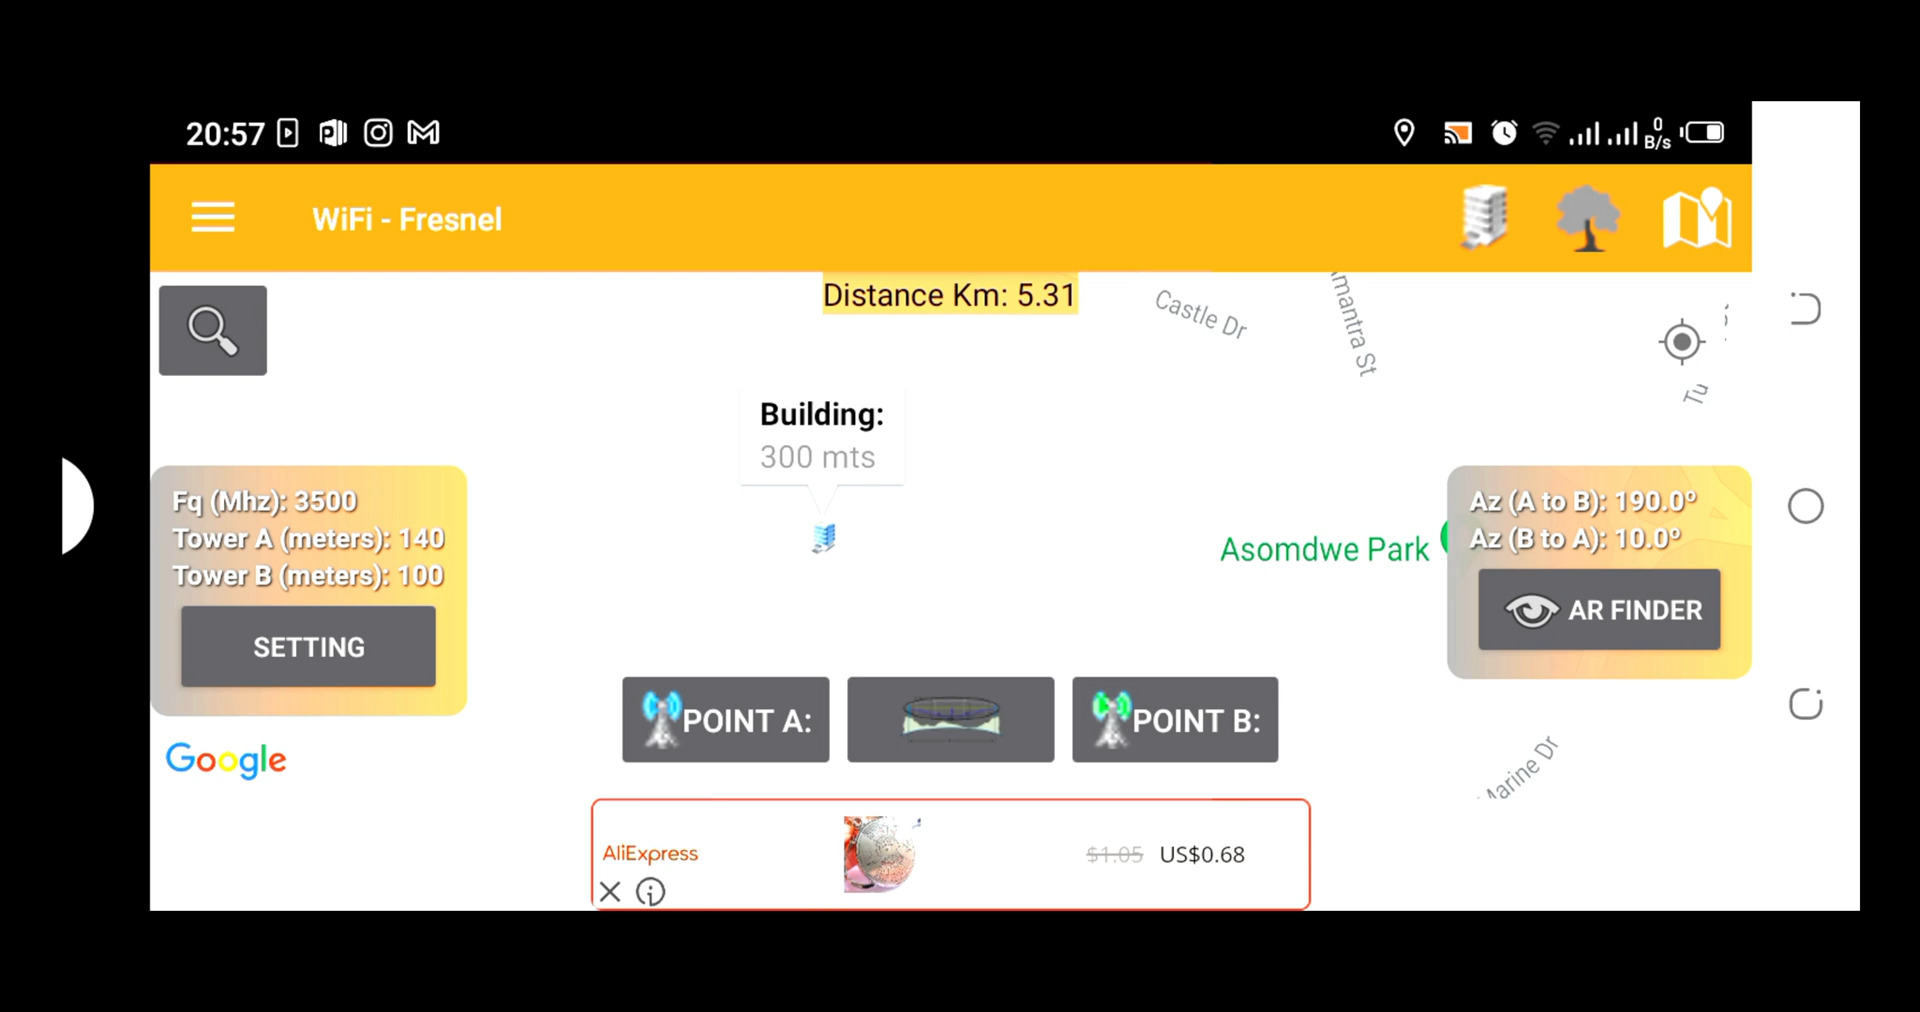 20:57
0
B/s
WiFi - Fresnel
Distance Km: 5.31
Castle Dr
mantra St
Tu
Building:
300 mts
Fq (Mhz): 3500
Tower A (meters): 140
Tower B (meters): 100
SETTING
Asomdwe Park
Az (A to B): 190.0º
Az (B to A): 10.0º
AR FINDER
POINT A:
POINT B:
Google
Marine Dr
AliExpress
$1.05 US$0.68